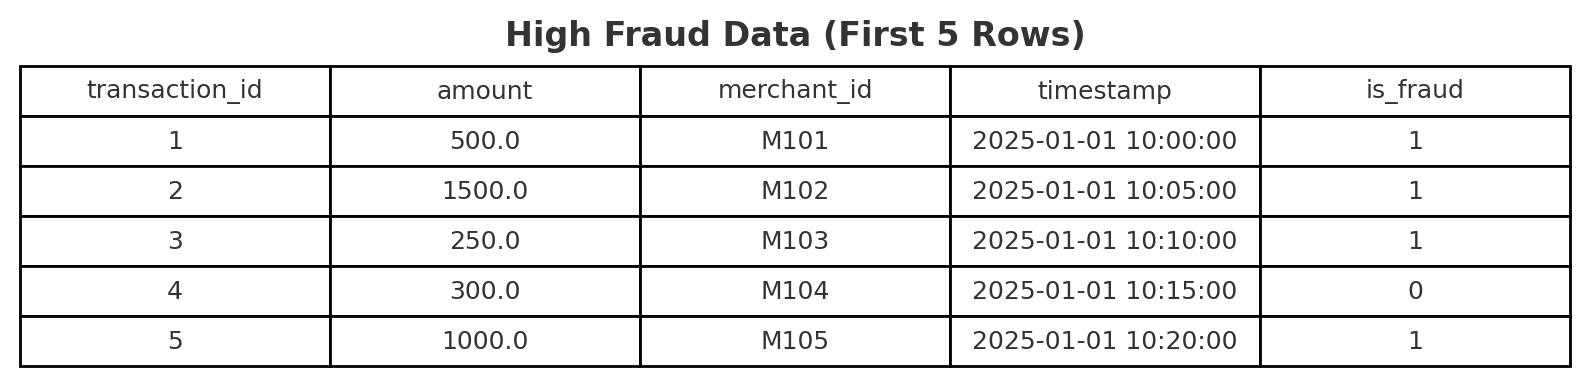 High Fraud Data (First 5 Rows)
transaction_id amount merchant_id timestamp is_fraud
1 500.0 M101 2025-01-01 10:00:00 1
2 1500.0 M102 2025-01-01 10:05:00 1
3 250.0 M103 2025-01-01 10:10:00 1
4 300.0 M104 2025-01-01 10:15:00 0
5 1000.0 M105 2025-01-01 10:20:00 1